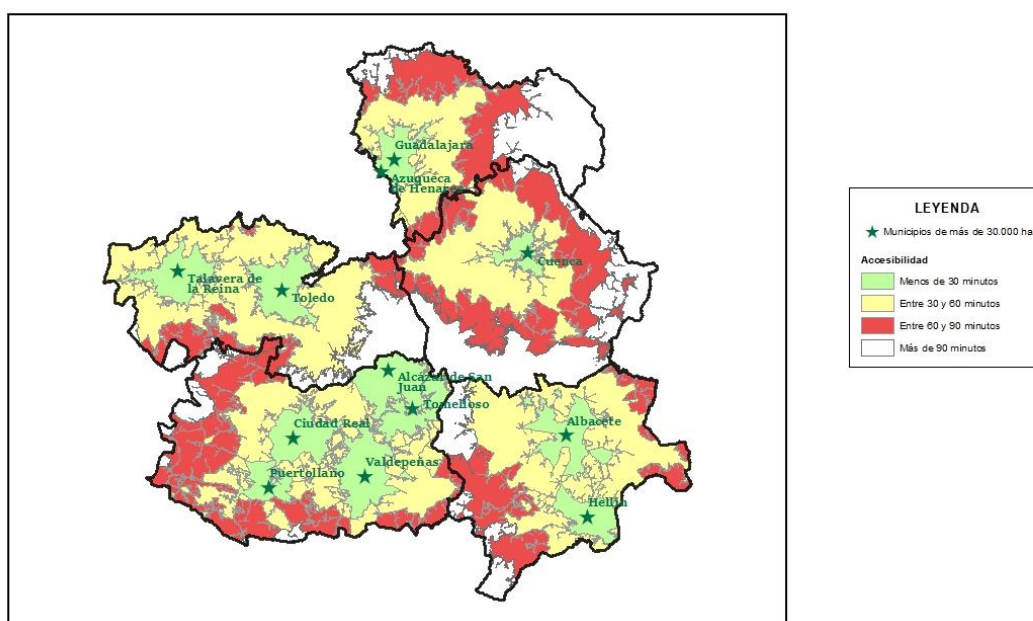 Guadalajara
Azuqueca
de Henares
Cuenca
Talavera de
la Reina
Toledo
Alcázar de San
Juan
Tomelloso
Ciudad Real
Albacete
Puertollano
Valdepeñas
Hellín
LEYENDA
Municipios de más de 30.000 ha
Accesibilidad
Menos de 30 minutos
Entre 30 y 60 minutos
Entre 60 y 90 minutos
Más de 90 minutos